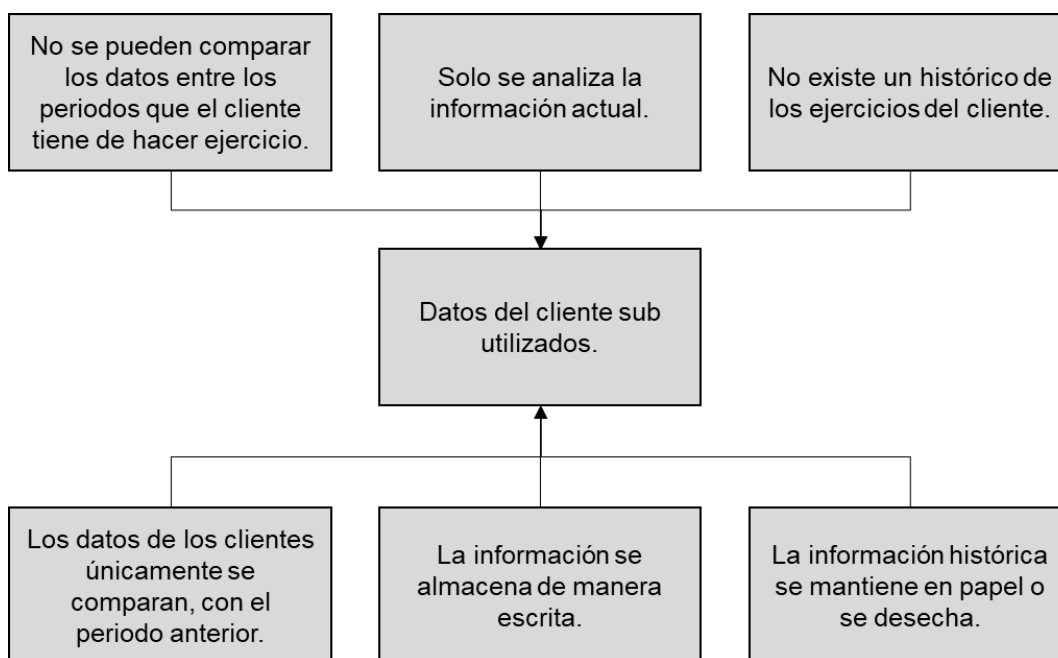 No se pueden comparar
los datos entre los
periodos que el cliente
tiene de hacer ejercicio.
Solo se analiza la
información actual.
No existe un histórico de
los ejercicios del cliente.
Datos del cliente sub
utilizados.
Los datos de los clientes
únicamente se
comparan, con el
periodo anterior.
La información se
almacena de manera
escrita.
La información histórica
se mantiene en papel o
se desecha.